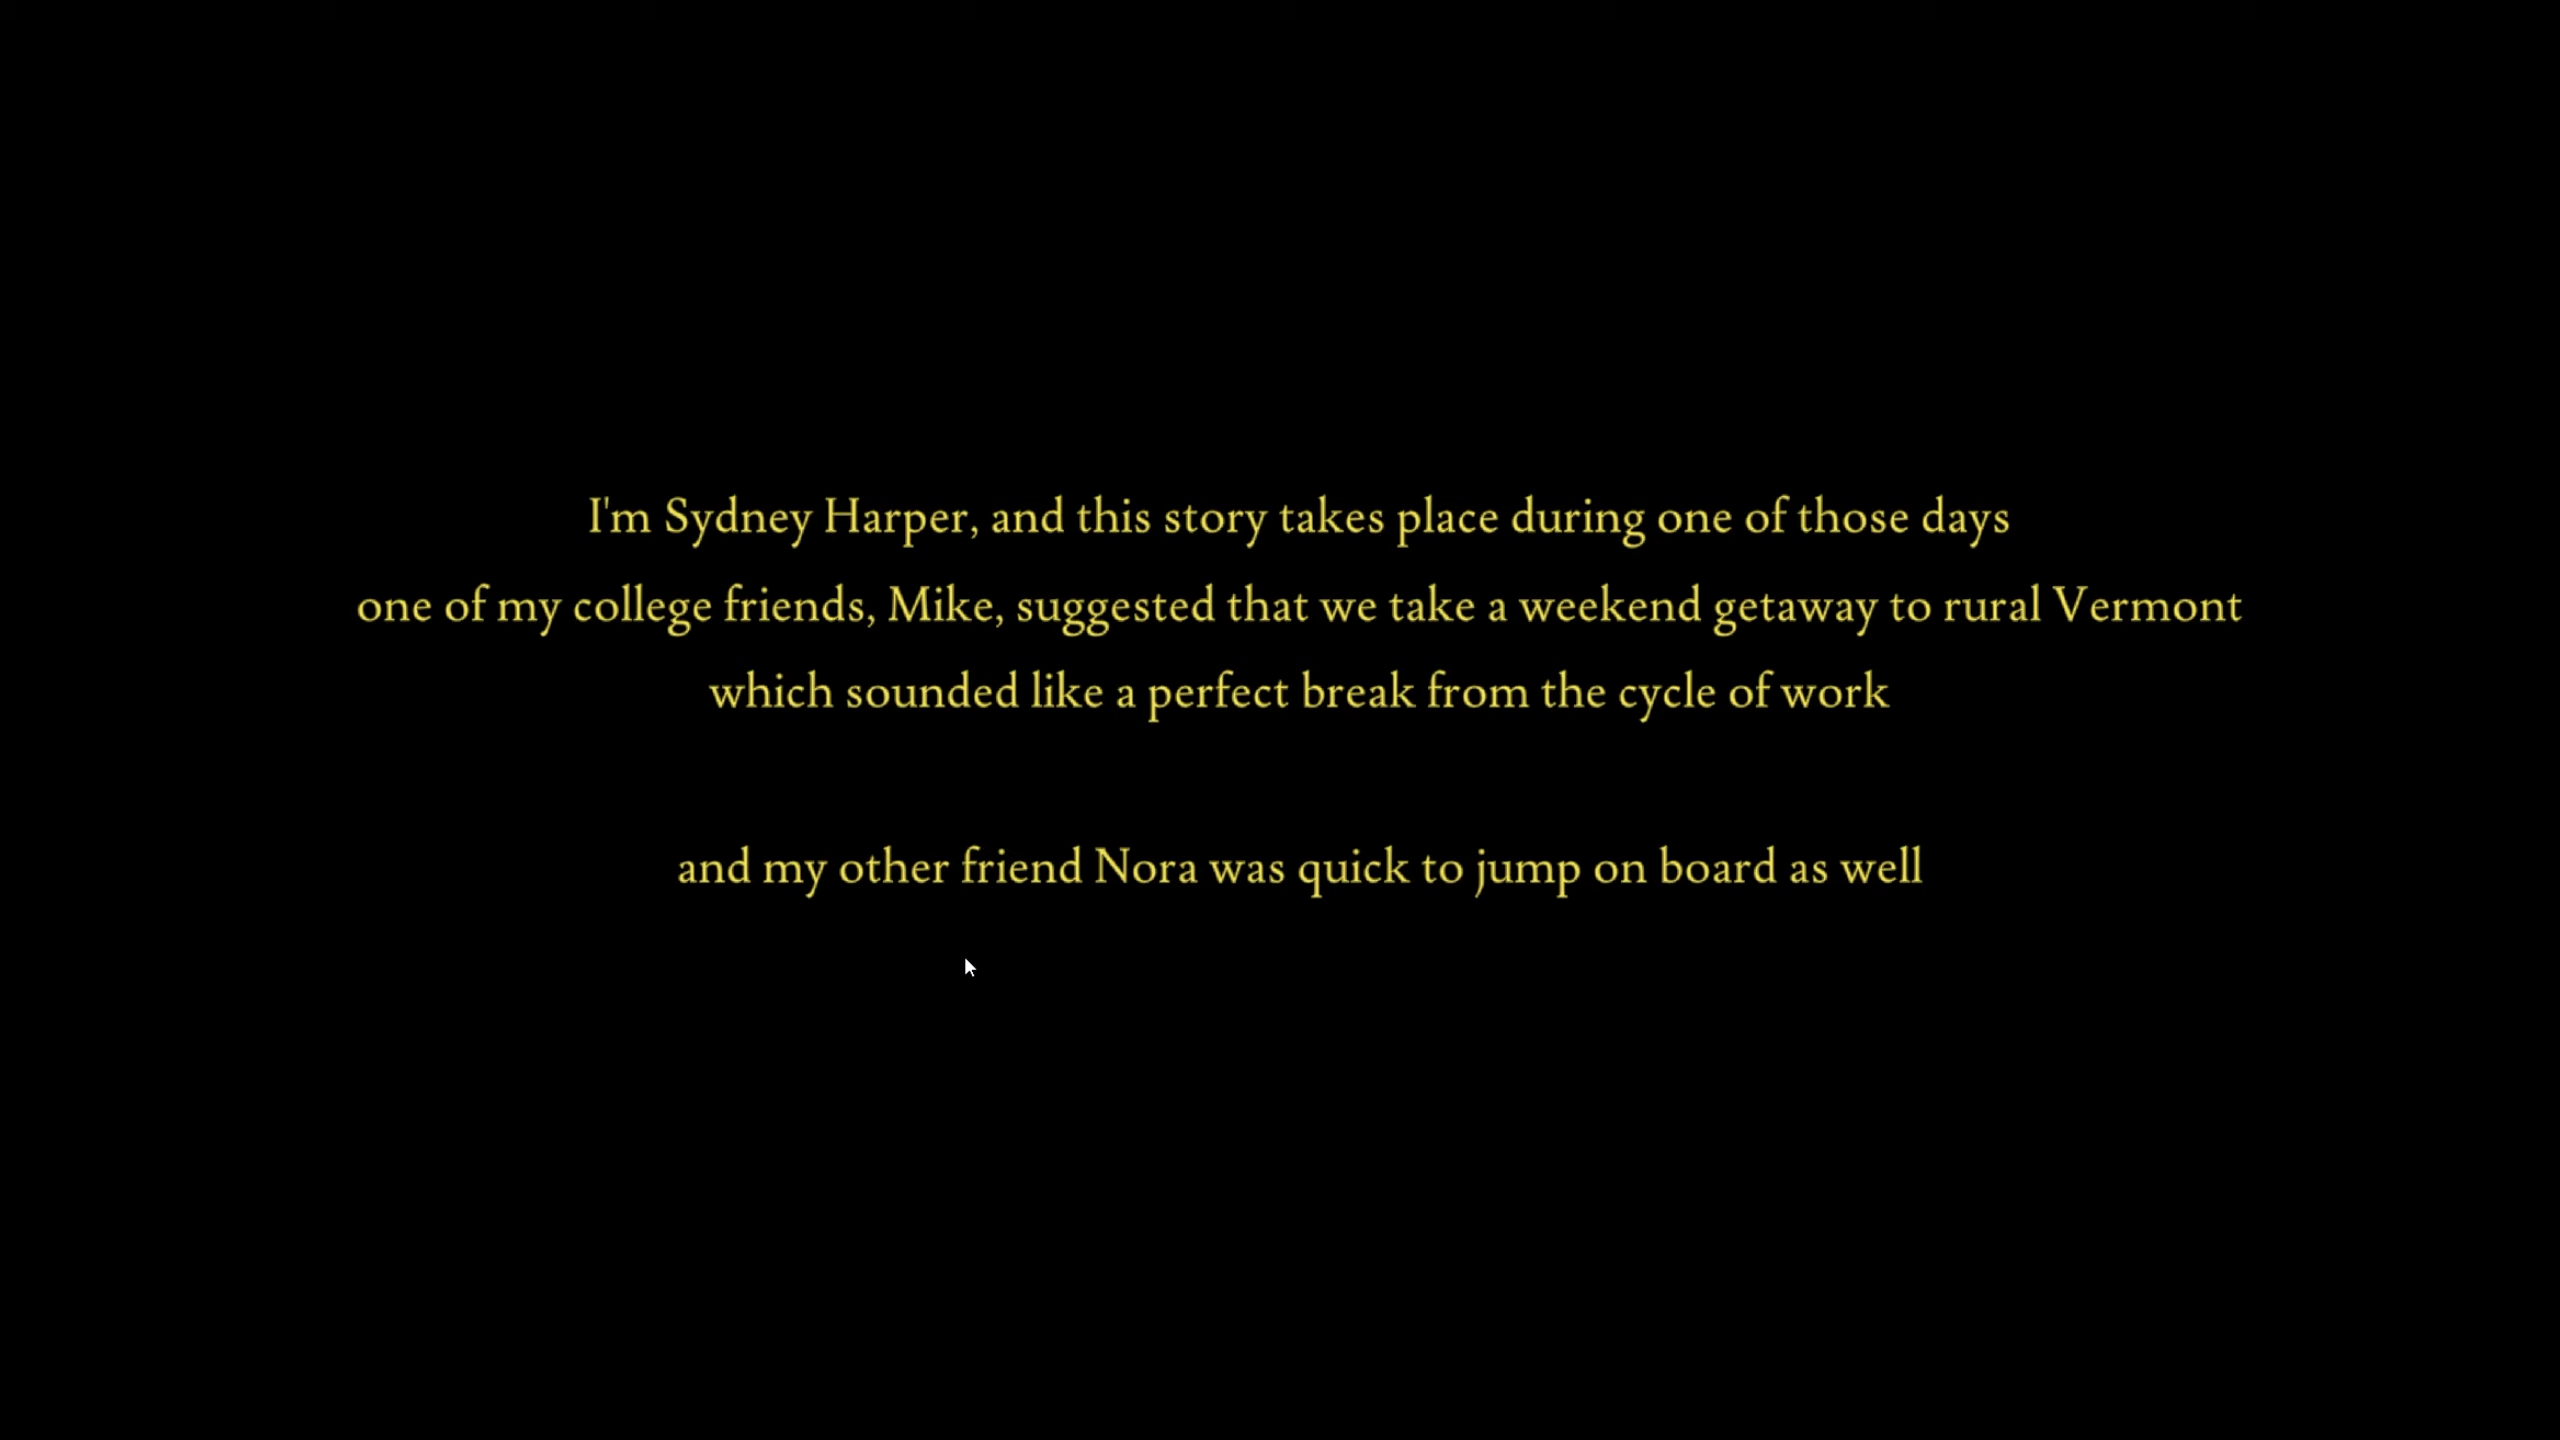 I'm Sydney Harper, and this story takes place during one of those days
one of my college friends, Mike, suggested that we take a weekend getaway to rural Vermont
which sounded like a perfect break from the cycle of work
and my other friend Nora was quick to jump on board as well